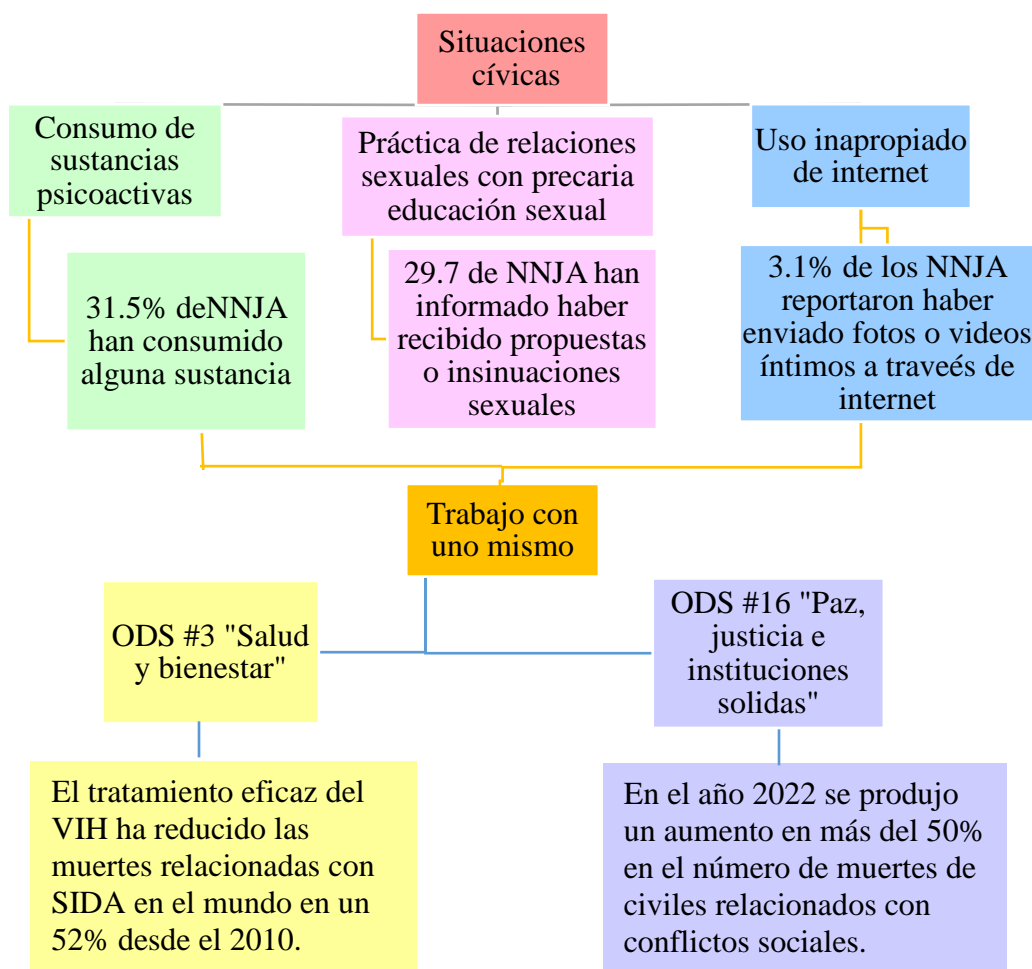 Situaciones
cívicas
Consumo de
sustancias
psicoactivas
Práctica de relaciones
sexuales con precaria
educación sexual
Uso inapropiado
de internet
31.5% deNNJA
han consumido
alguna sustancia
29.7 de NNJA han
informado haber
recibido propuestas
o insinuaciones
sexuales
3.1% de los NNJA
reportaron haber
enviado fotos o videos
íntimos a traveés de
internet
Trabajo con
uno mismo
ODS #3 "Salud
y bienestar"
ODS #16 "Paz,
justicia e
instituciones
solidas"
El tratamiento eficaz del
VIH ha reducido las
muertes relacionadas con
SIDA en el mundo en un
52% desde el 2010.
En el año 2022 se produjo
un aumento en más del 50%
en el número de muertes de
civiles relacionados con
conflictos sociales.